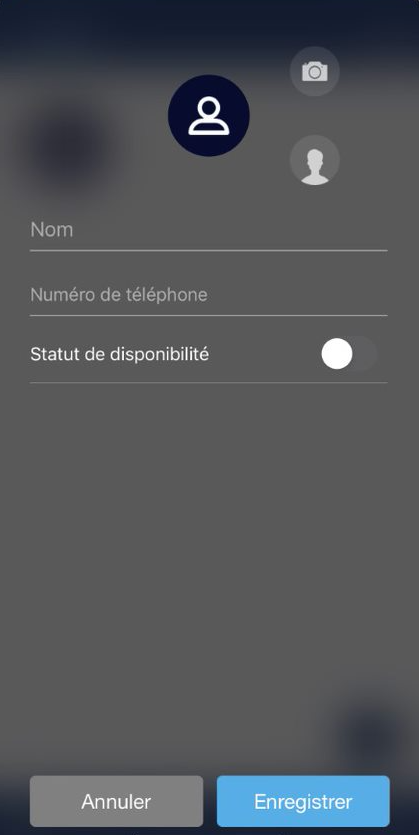 Nom
Numéro de téléphone
Statut de disponibilité
Annuler
Enregistrer